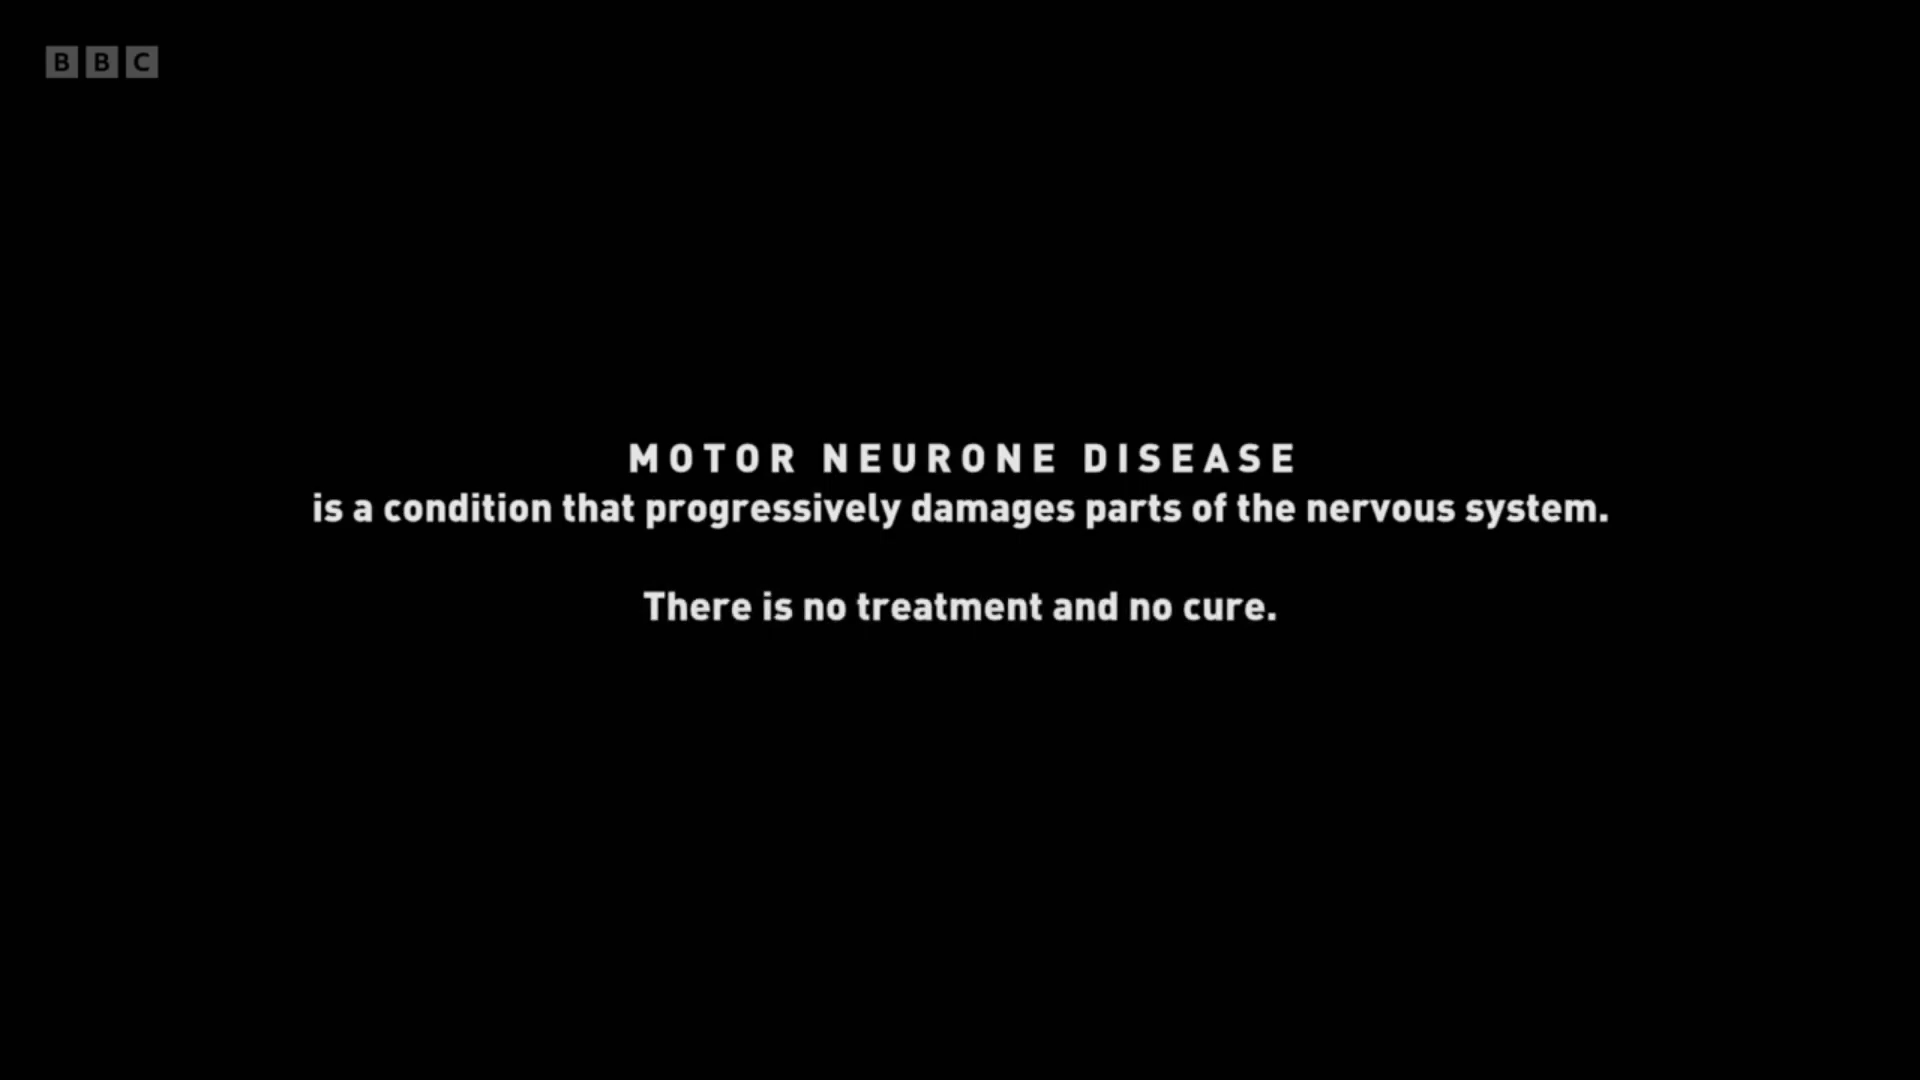 BBC
MOTOR NEURONE DISEASE
is a condition that progressively damages parts of the nervous system.
There is no treatment and no cure.